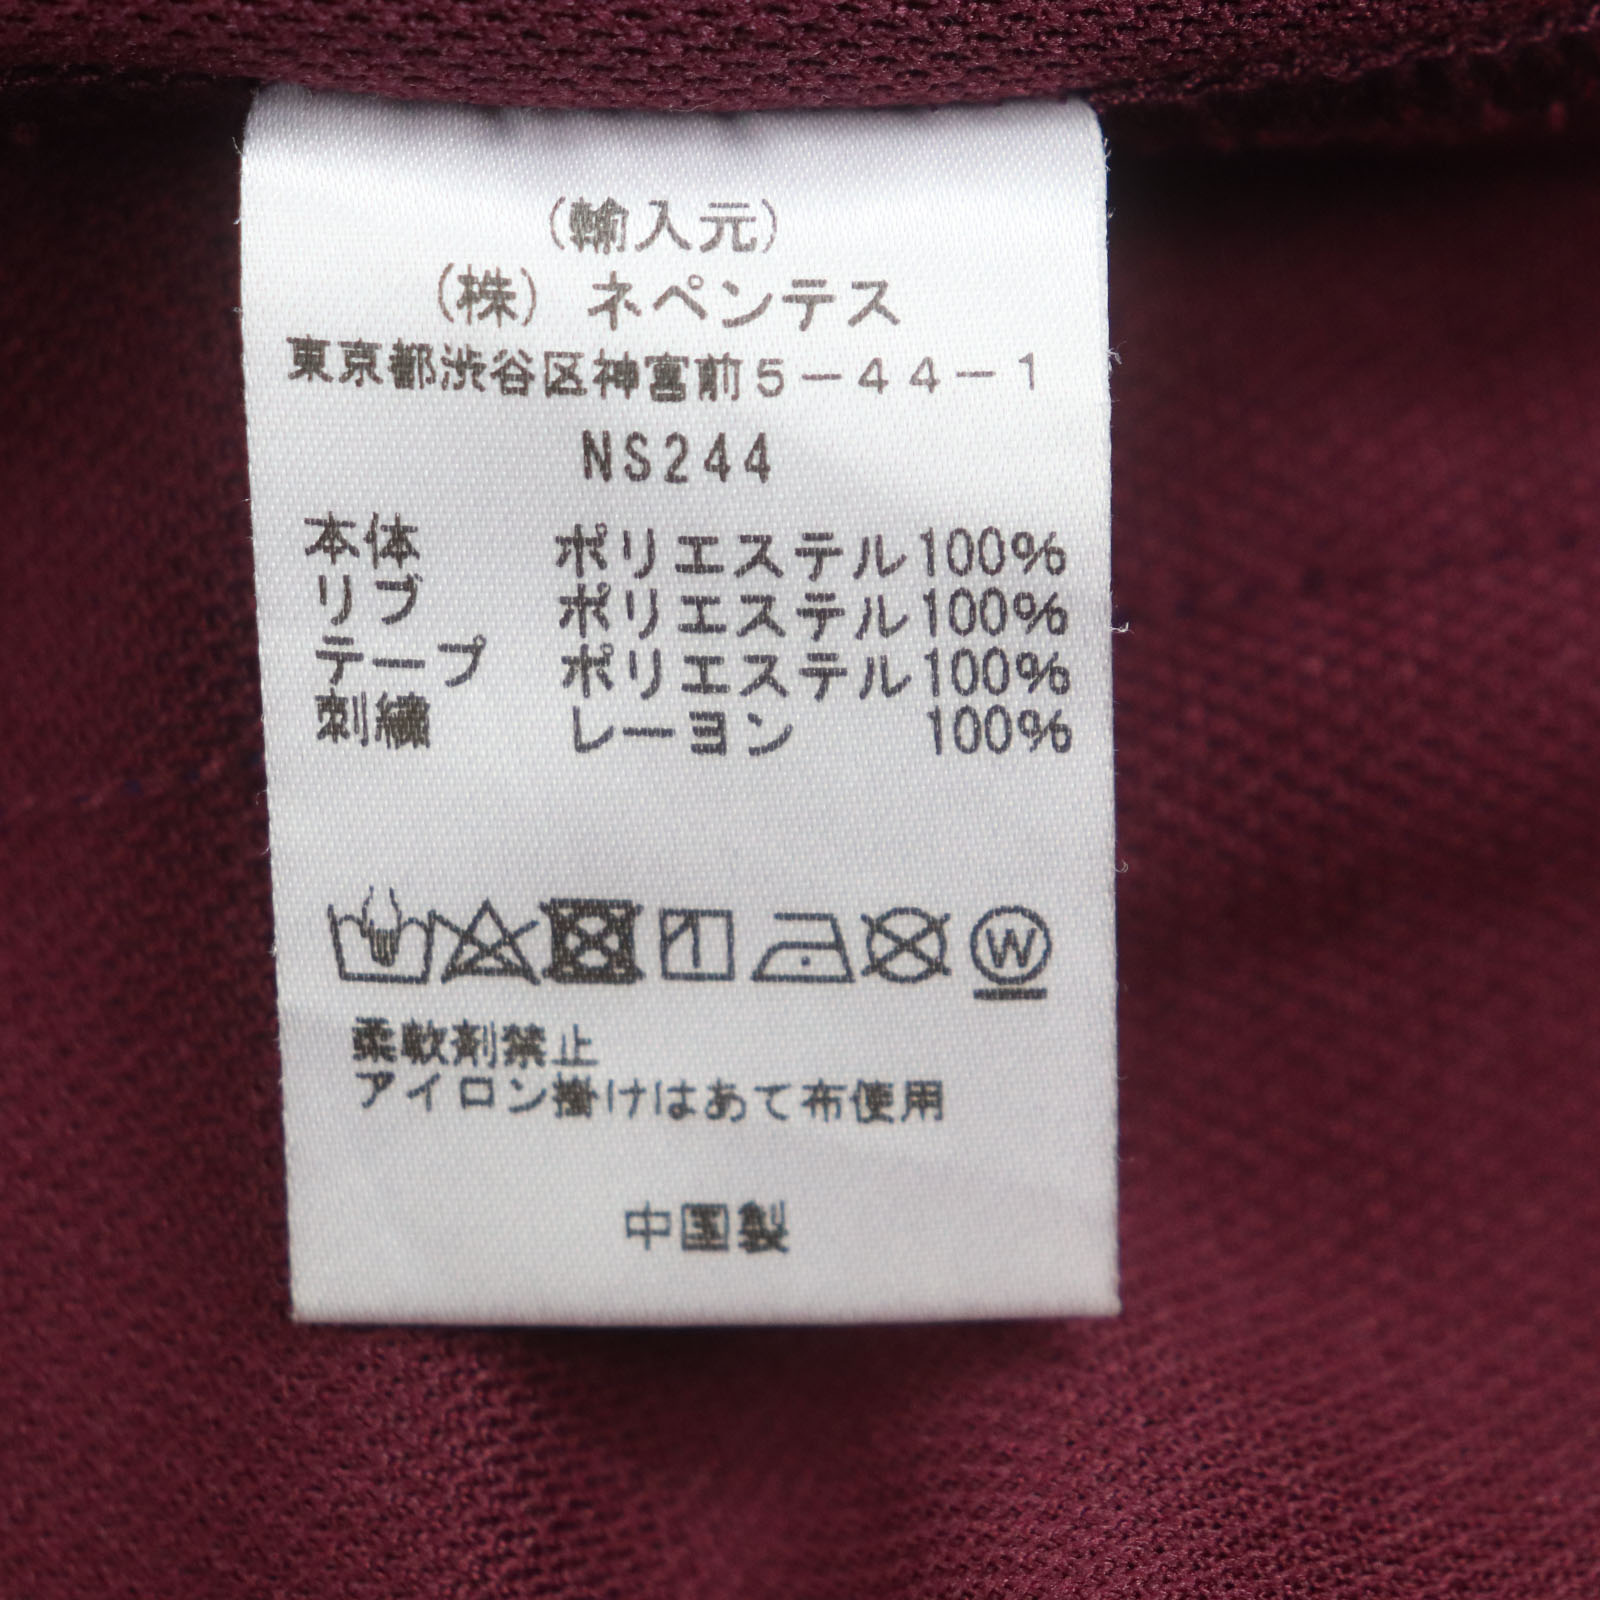 (輸入元)
(株) ネペンテス
東京都渋谷区神宮前5-44-1
NS244
本体 ポリエステル100%
リブ ポリエステル100%
テープ ポリエステル100%
刺繍 レーヨン 100%
W
柔軟剤禁止
アイロン掛けはあて布使用
中国製